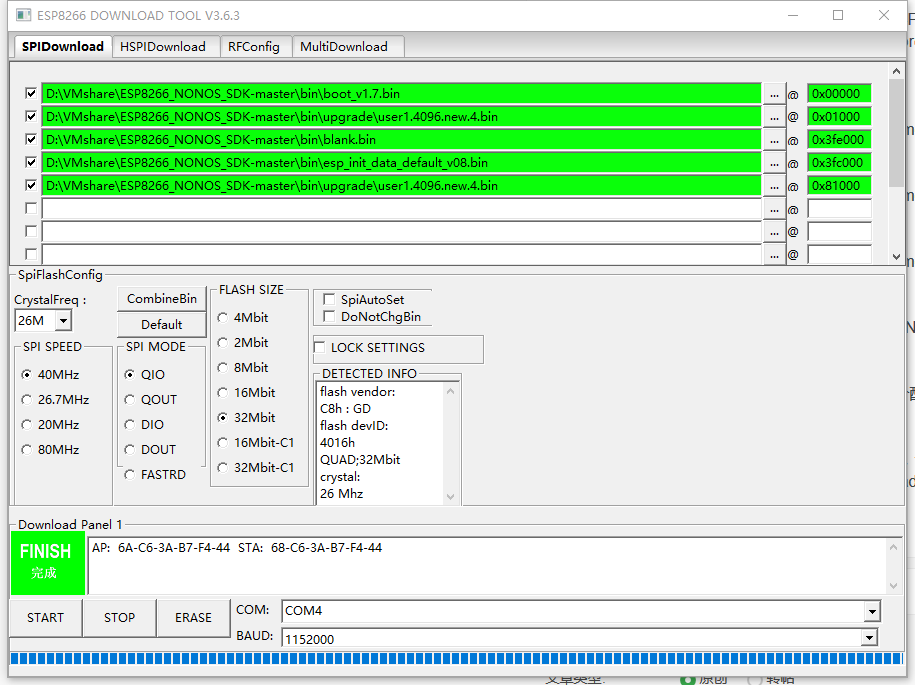 ESP8266 DOWNLOAD TOOL V3.6.3
SPIDownload HSPIDownload RFConfig MultiDownload
D:\VMshare\ESP8266_NONOS_SDK-master\bin\boot_v1.7.bin ... @ 0x00000
D:\VMshare\ESP8266_NONOS_SDK-master\bin\upgrade\user1.4096.new.4.bin ... @ 0x01000
D:\VMshare\ESP8266_NONOS_SDK-master\bin\blank.bin ... @ 0x3fe000
D:\VMshare\ESP8266_NONOS_SDK-master\bin\esp_init_data_default_v08.bin ... @ 0x3fc000
D:\VMshare\ESP8266_NONOS_SDK-master\bin\upgrade\user1.4096.new.4.bin ... @ 0x81000
... @
... @
... @
SpiFlashConfig
CrystalFreq :
26M
CombineBin
Default
SPI SPEED
40MHz
26.7MHz
20MHz
80MHz
SPI MODE
QIO
QOUT
DIO
DOUT
FASTRD
FLASH SIZE
4Mbit
2Mbit
8Mbit
16Mbit
32Mbit
16Mbit-C1
32Mbit-C1
SpiAutoSet
DoNotChgBin
LOCK SETTINGS
DETECTED INFO
flash vendor:
C8h : GD
flash devID:
4016h
QUAD;32Mbit
crystal:
26 Mhz
Download Panel 1
FINISH
完成
AP: 6A-C6-3A-B7-F4-44 STA: 68-C6-3A-B7-F4-44
START STOP ERASE
COM: COM4
BAUD: 1152000
文章类型: 原创 转帖